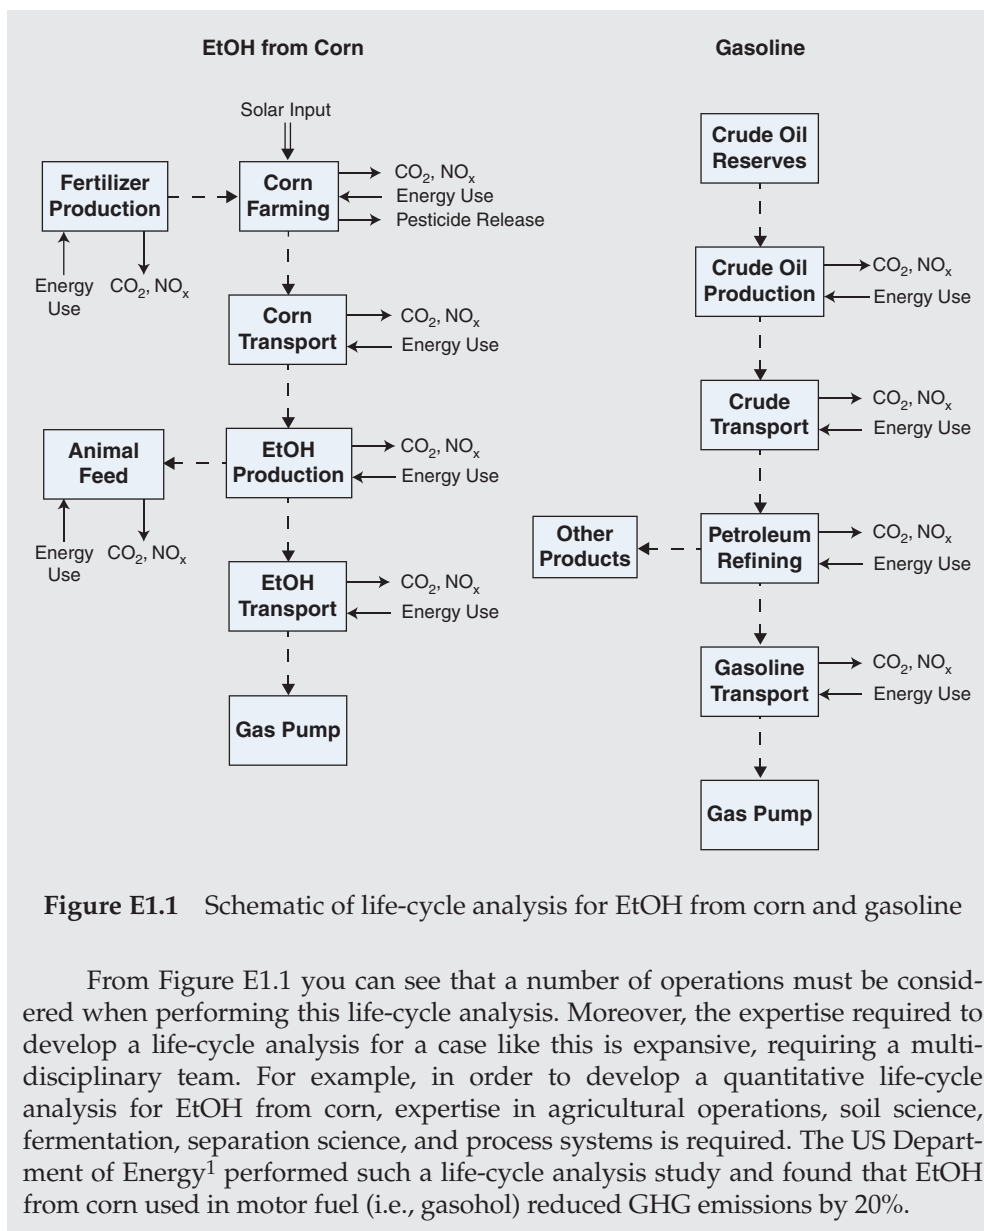 EtOH from Corn
Solar Input
Fertilizer
Production
Corn
Farming
CO2, NOx
Energy Use
Pesticide Release
Energy
Use
CO2, NOx
Corn
Transport
CO2, NOx
Energy Use
Animal
Feed
EtOH
Production
CO2, NOx
Energy Use
Energy
Use
CO2, NOx
EtOH
Transport
CO2, NOx
Energy Use
Gas Pump
Gasoline
Crude Oil
Reserves
Crude Oil
Production
CO2, NOx
Energy Use
Crude
Transport
CO2, NOx
Energy Use
Other
Products
Petroleum
Refining
CO2, NOx
Energy Use
Gasoline
Transport
CO2, NOx
Energy Use
Gas Pump
Figure E1.1 Schematic of life-cycle analysis for EtOH from corn and gasoline
From Figure E1.1 you can see that a number of operations must be consid-
ered when performing this life-cycle analysis. Moreover, the expertise required to
develop a life-cycle analysis for a case like this is expansive, requiring a multi-
disciplinary team. For example, in order to develop a quantitative life-cycle
analysis for EtOH from corn, expertise in agricultural operations, soil science,
fermentation, separation science, and process systems is required. The US Depart-
ment of Energy1 performed such a life-cycle analysis study and found that EtOH
from corn used in motor fuel (i.e., gasohol) reduced GHG emissions by 20%.